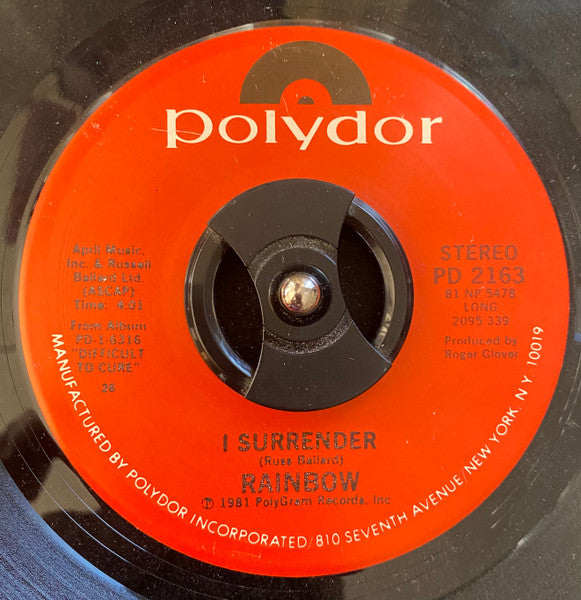 polydor
April Music,
Inc. & Russell
Ballard Ltd.
(ASCAP)
Time: 4:01
From Album
PD-1-6316
"DIFFICULT
TO CURE"
26
STEREO
PD 2163
81 NP 5478
LONG
2095 339
Produced by
Roger Glover
I SURRENDER
(Russ Ballard)
RAINBOW
℗ 1981 PolyGram Records, Inc.
MANUFACTURED BY POLYDOR INCORPORATED/810 SEVENTH AVENUE/NEW YORK, N.Y. 10019